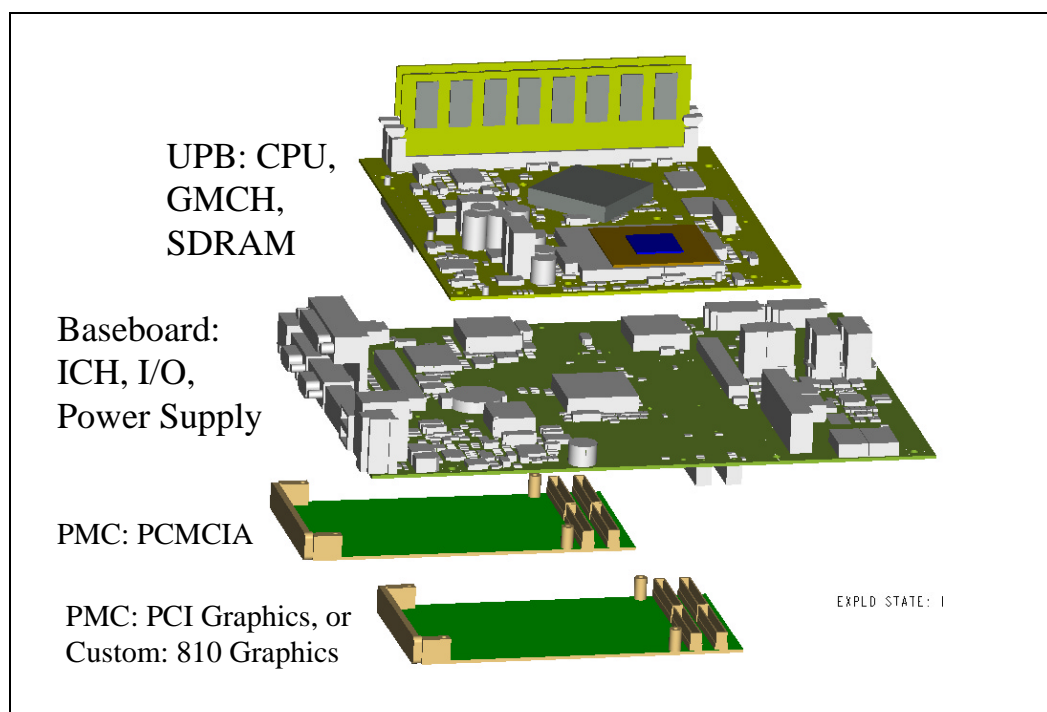 UPB: CPU,
GMCH,
SDRAM
Baseboard:
ICH, I/O,
Power Supply
PMC: PCMCIA
PMC: PCI Graphics, or
Custom: 810 Graphics
EXPLD STATE: I